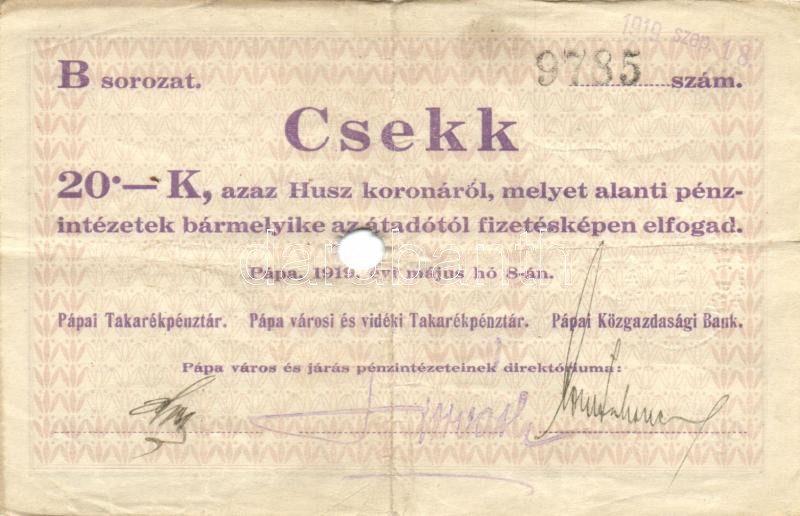 1919 szep. 18.
B sorozat. 9785 szám.
Csekk
20·— K, azaz Husz koronáról, melyet alanti pénz-
intézetek bármelyike az átadótól fizetésképen elfogad.
darabanth
Pápa, 1919. évi május hó 8-án.
Pápai Takarékpénztár. Pápa városi és vidéki Takarékpénztár. Pápai Közgazdasági Bank.
Pápa város és járás pénzintézeteinek direktóriuma: